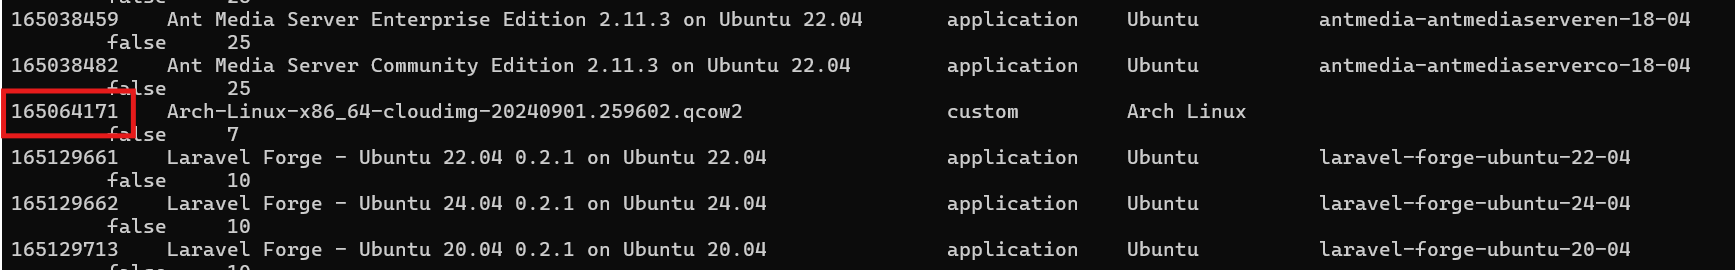 165038459    Ant Media Server Enterprise Edition 2.11.3 on Ubuntu 22.04    application    Ubuntu    antmedia-antmediaserveren-18-04
false    25
165038482    Ant Media Server Community Edition 2.11.3 on Ubuntu 22.04    application    Ubuntu    antmedia-antmediaserverco-18-04
false    25
165064171    Arch-Linux-x86_64-cloudimg-20240901.259602.qcow2    custom    Arch Linux
false    7
165129661    Laravel Forge - Ubuntu 22.04 0.2.1 on Ubuntu 22.04    application    Ubuntu    laravel-forge-ubuntu-22-04
false    10
165129662    Laravel Forge - Ubuntu 24.04 0.2.1 on Ubuntu 24.04    application    Ubuntu    laravel-forge-ubuntu-24-04
false    10
165129713    Laravel Forge - Ubuntu 20.04 0.2.1 on Ubuntu 20.04    application    Ubuntu    laravel-forge-ubuntu-20-04